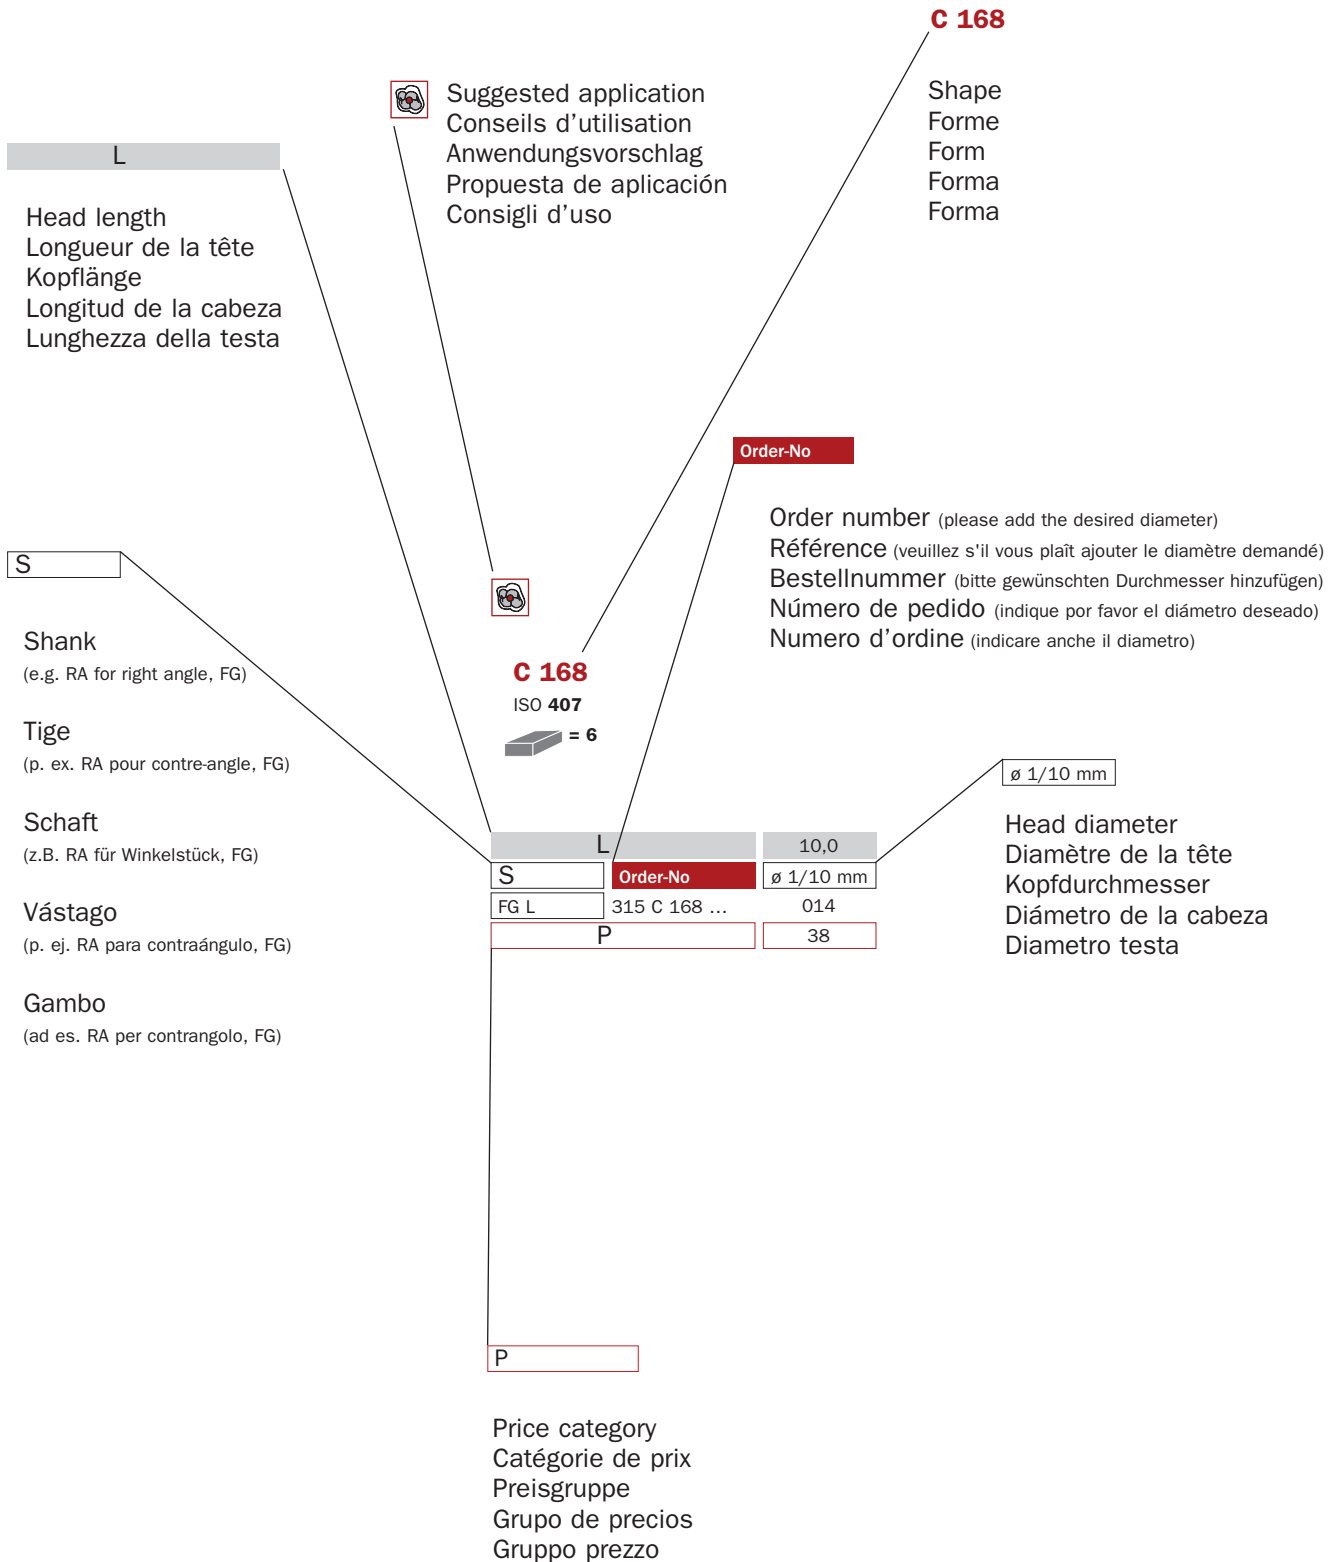 C 168
Shape
Forme
Form
Forma
Forma
Suggested application
Conseils d’utilisation
Anwendungsvorschlag
Propuesta de aplicación
Consigli d’uso
L
Head length
Longueur de la tête
Kopflänge
Longitud de la cabeza
Lunghezza della testa
Order-No
Order number (please add the desired diameter)
Référence (veuillez s'il vous plaît ajouter le diamètre demandé)
Bestellnummer (bitte gewünschten Durchmesser hinzufügen)
Número de pedido (indique por favor el diámetro deseado)
Numero d’ordine (indicare anche il diametro)
S
Shank
(e.g. RA for right angle, FG)
Tige
(p. ex. RA pour contre-angle, FG)
Schaft
(z.B. RA für Winkelstück, FG)
Vástago
(p. ej. RA para contraángulo, FG)
Gambo
(ad es. RA per contrangolo, FG)
C 168
ISO 407
= 6
L 10,0
S Order-No ø 1/10 mm
FG L 315 C 168 ... 014
P 38
ø 1/10 mm
Head diameter
Diamètre de la tête
Kopfdurchmesser
Diámetro de la cabeza
Diametro testa
P
Price category
Catégorie de prix
Preisgruppe
Grupo de precios
Gruppo prezzo